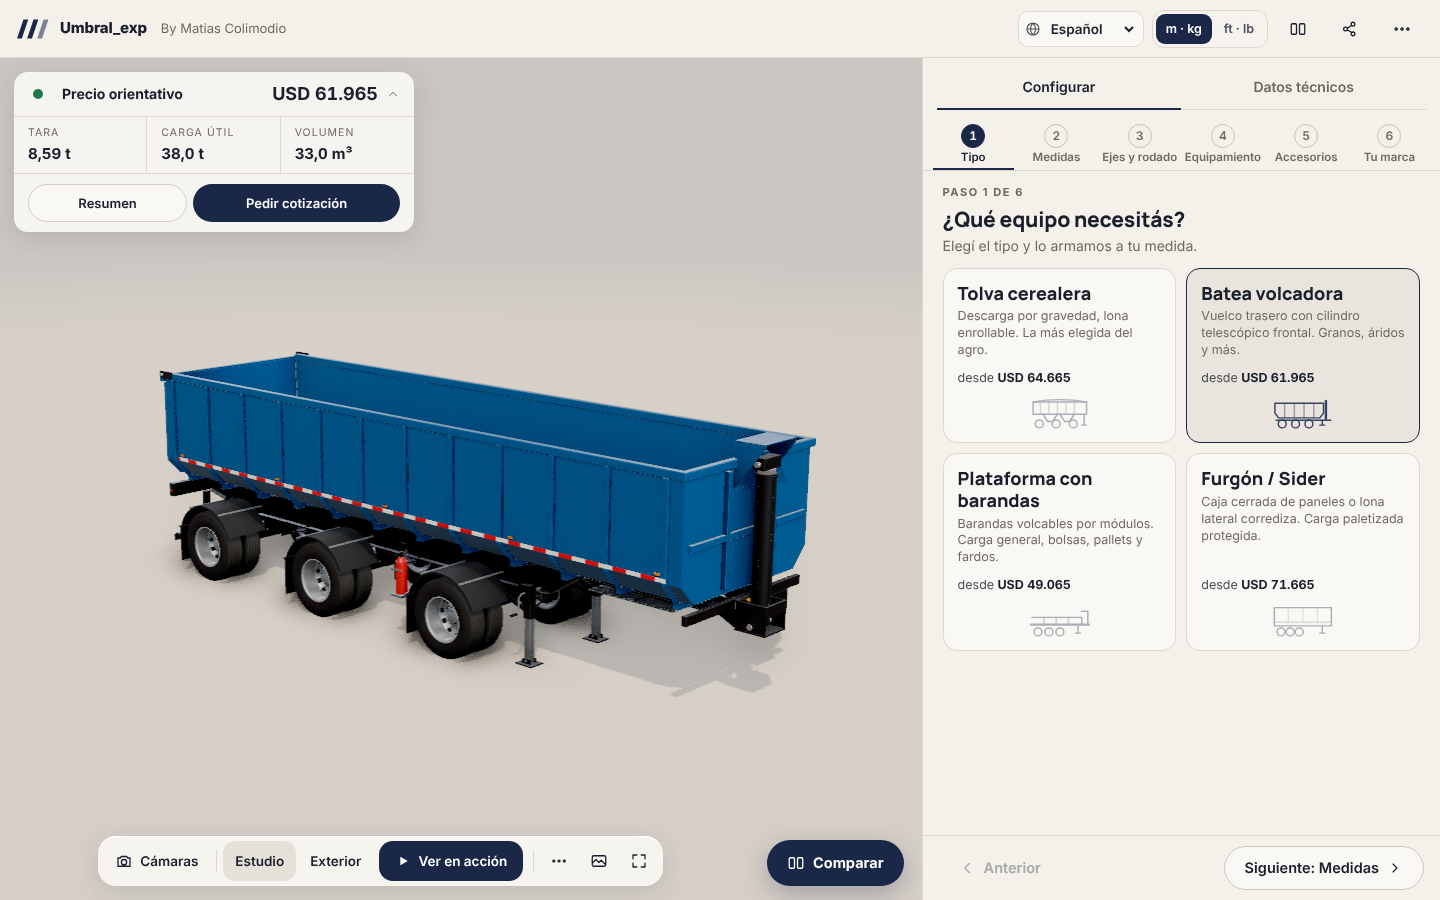 Umbral_exp By Matias Colimodio
Español
m · kg ft · lb
Precio orientativo USD 61.965
TARA CARGA ÚTIL VOLUMEN
8,59 t 38,0 t 33,0 m³
Resumen Pedir cotización
Cámaras Estudio Exterior Ver en acción
Comparar
Configurar Datos técnicos
1 2 3 4 5 6
Tipo Medidas Ejes y rodado Equipamiento Accesorios Tu marca
PASO 1 DE 6
¿Qué equipo necesitás?
Elegí el tipo y lo armamos a tu medida.
Tolva cerealera
Descarga por gravedad, lona
enrollable. La más elegida del
agro.
desde USD 64.665
Batea volcadora
Vuelco trasero con cilindro
telescópico frontal. Granos, áridos
y más.
desde USD 61.965
Plataforma con
barandas
Barandas volcables por módulos.
Carga general, bolsas, pallets y
fardos.
desde USD 49.065
Furgón / Sider
Caja cerrada de paneles o lona
lateral corrediza. Carga paletizada
protegida.
desde USD 71.665
Anterior Siguiente: Medidas